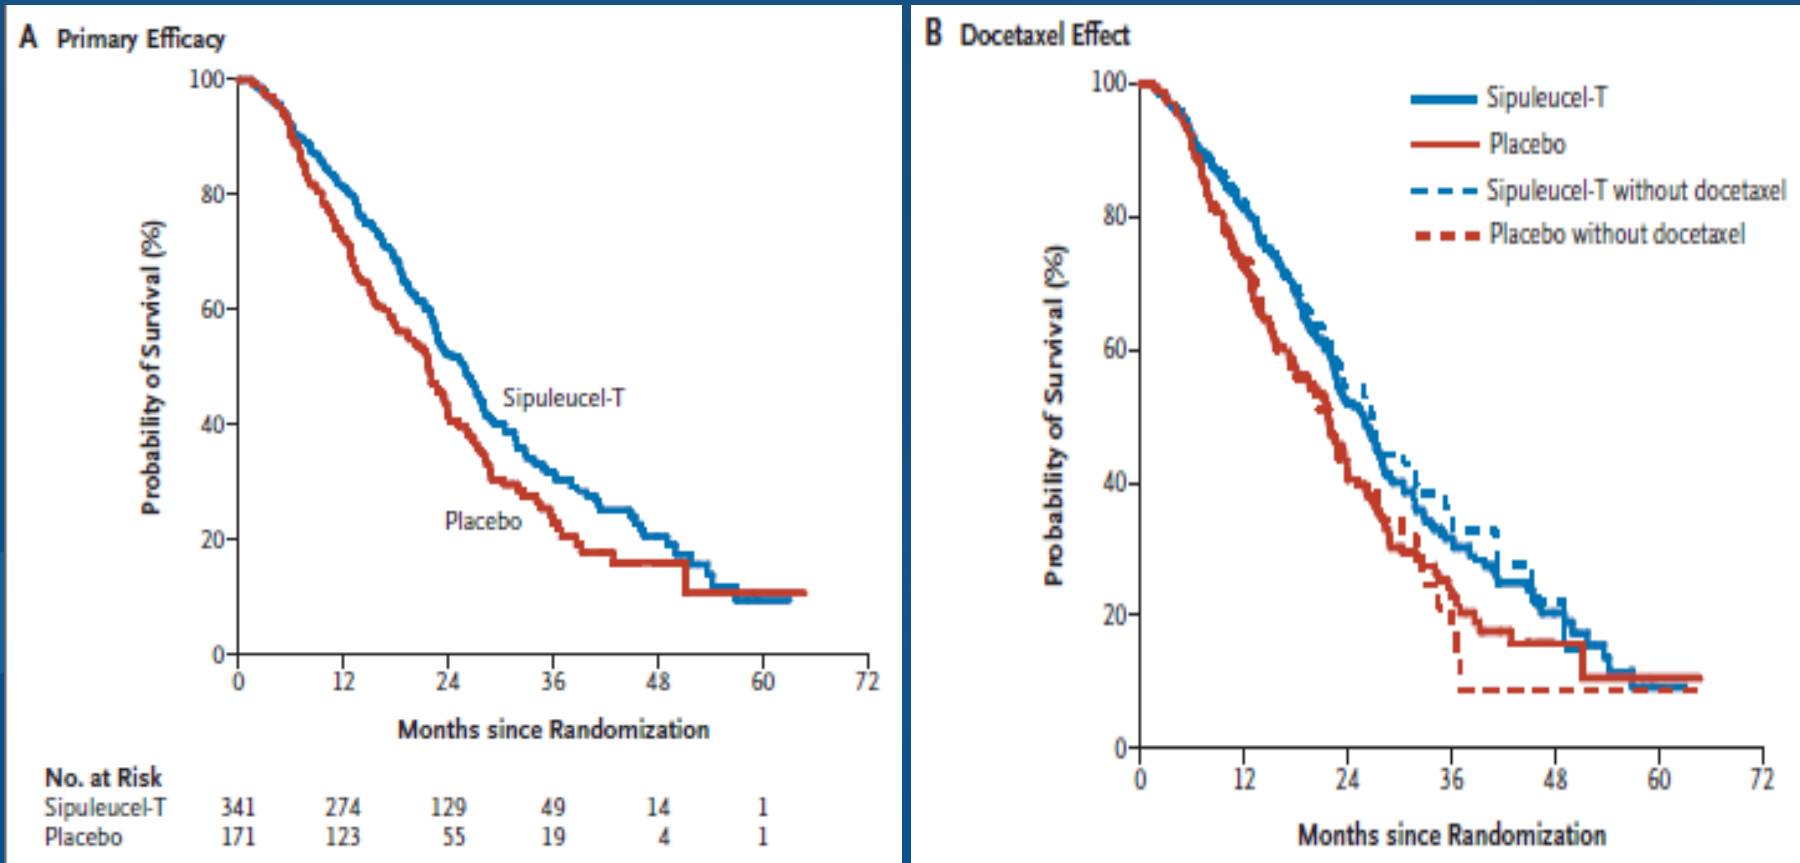 A Primary Efficacy
100
80
60
40
20
0
Probability of Survival (%)
Sipuleucel-T
Placebo
0 12 24 36 48 60 72
Months since Randomization
No. at Risk
Sipuleucel-T 341 274 129 49 14 1
Placebo 171 123 55 19 4 1
B Docetaxel Effect
100
80
60
40
20
0
Probability of Survival (%)
Sipuleucel-T
Placebo
Sipuleucel-T without docetaxel
Placebo without docetaxel
0 12 24 36 48 60 72
Months since Randomization